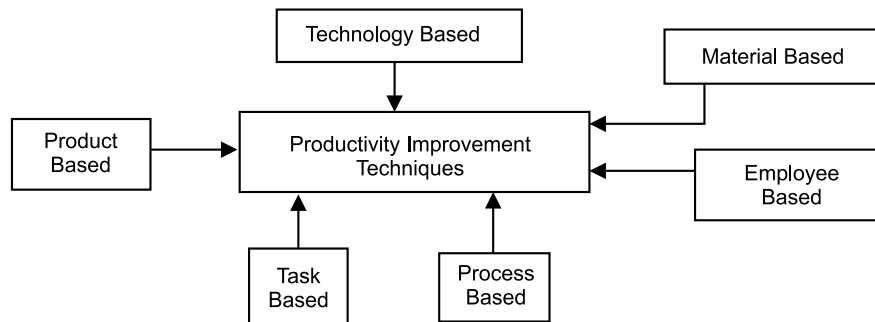 Technology Based
Material Based
Product
Based
Productivity Improvement
Techniques
Employee
Based
Task
Based
Process
Based